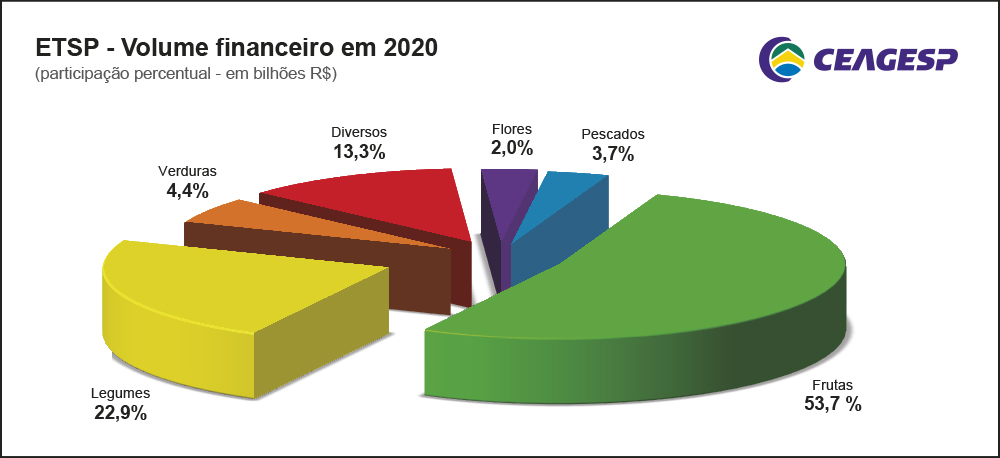 ETSP - Volume financeiro em 2020
(participação percentual - em bilhões R$)
CEAGESP
Diversos
13,3%
Flores
2,0%
Pescados
3,7%
Verduras
4,4%
Legumes
22,9%
Frutas
53,7 %